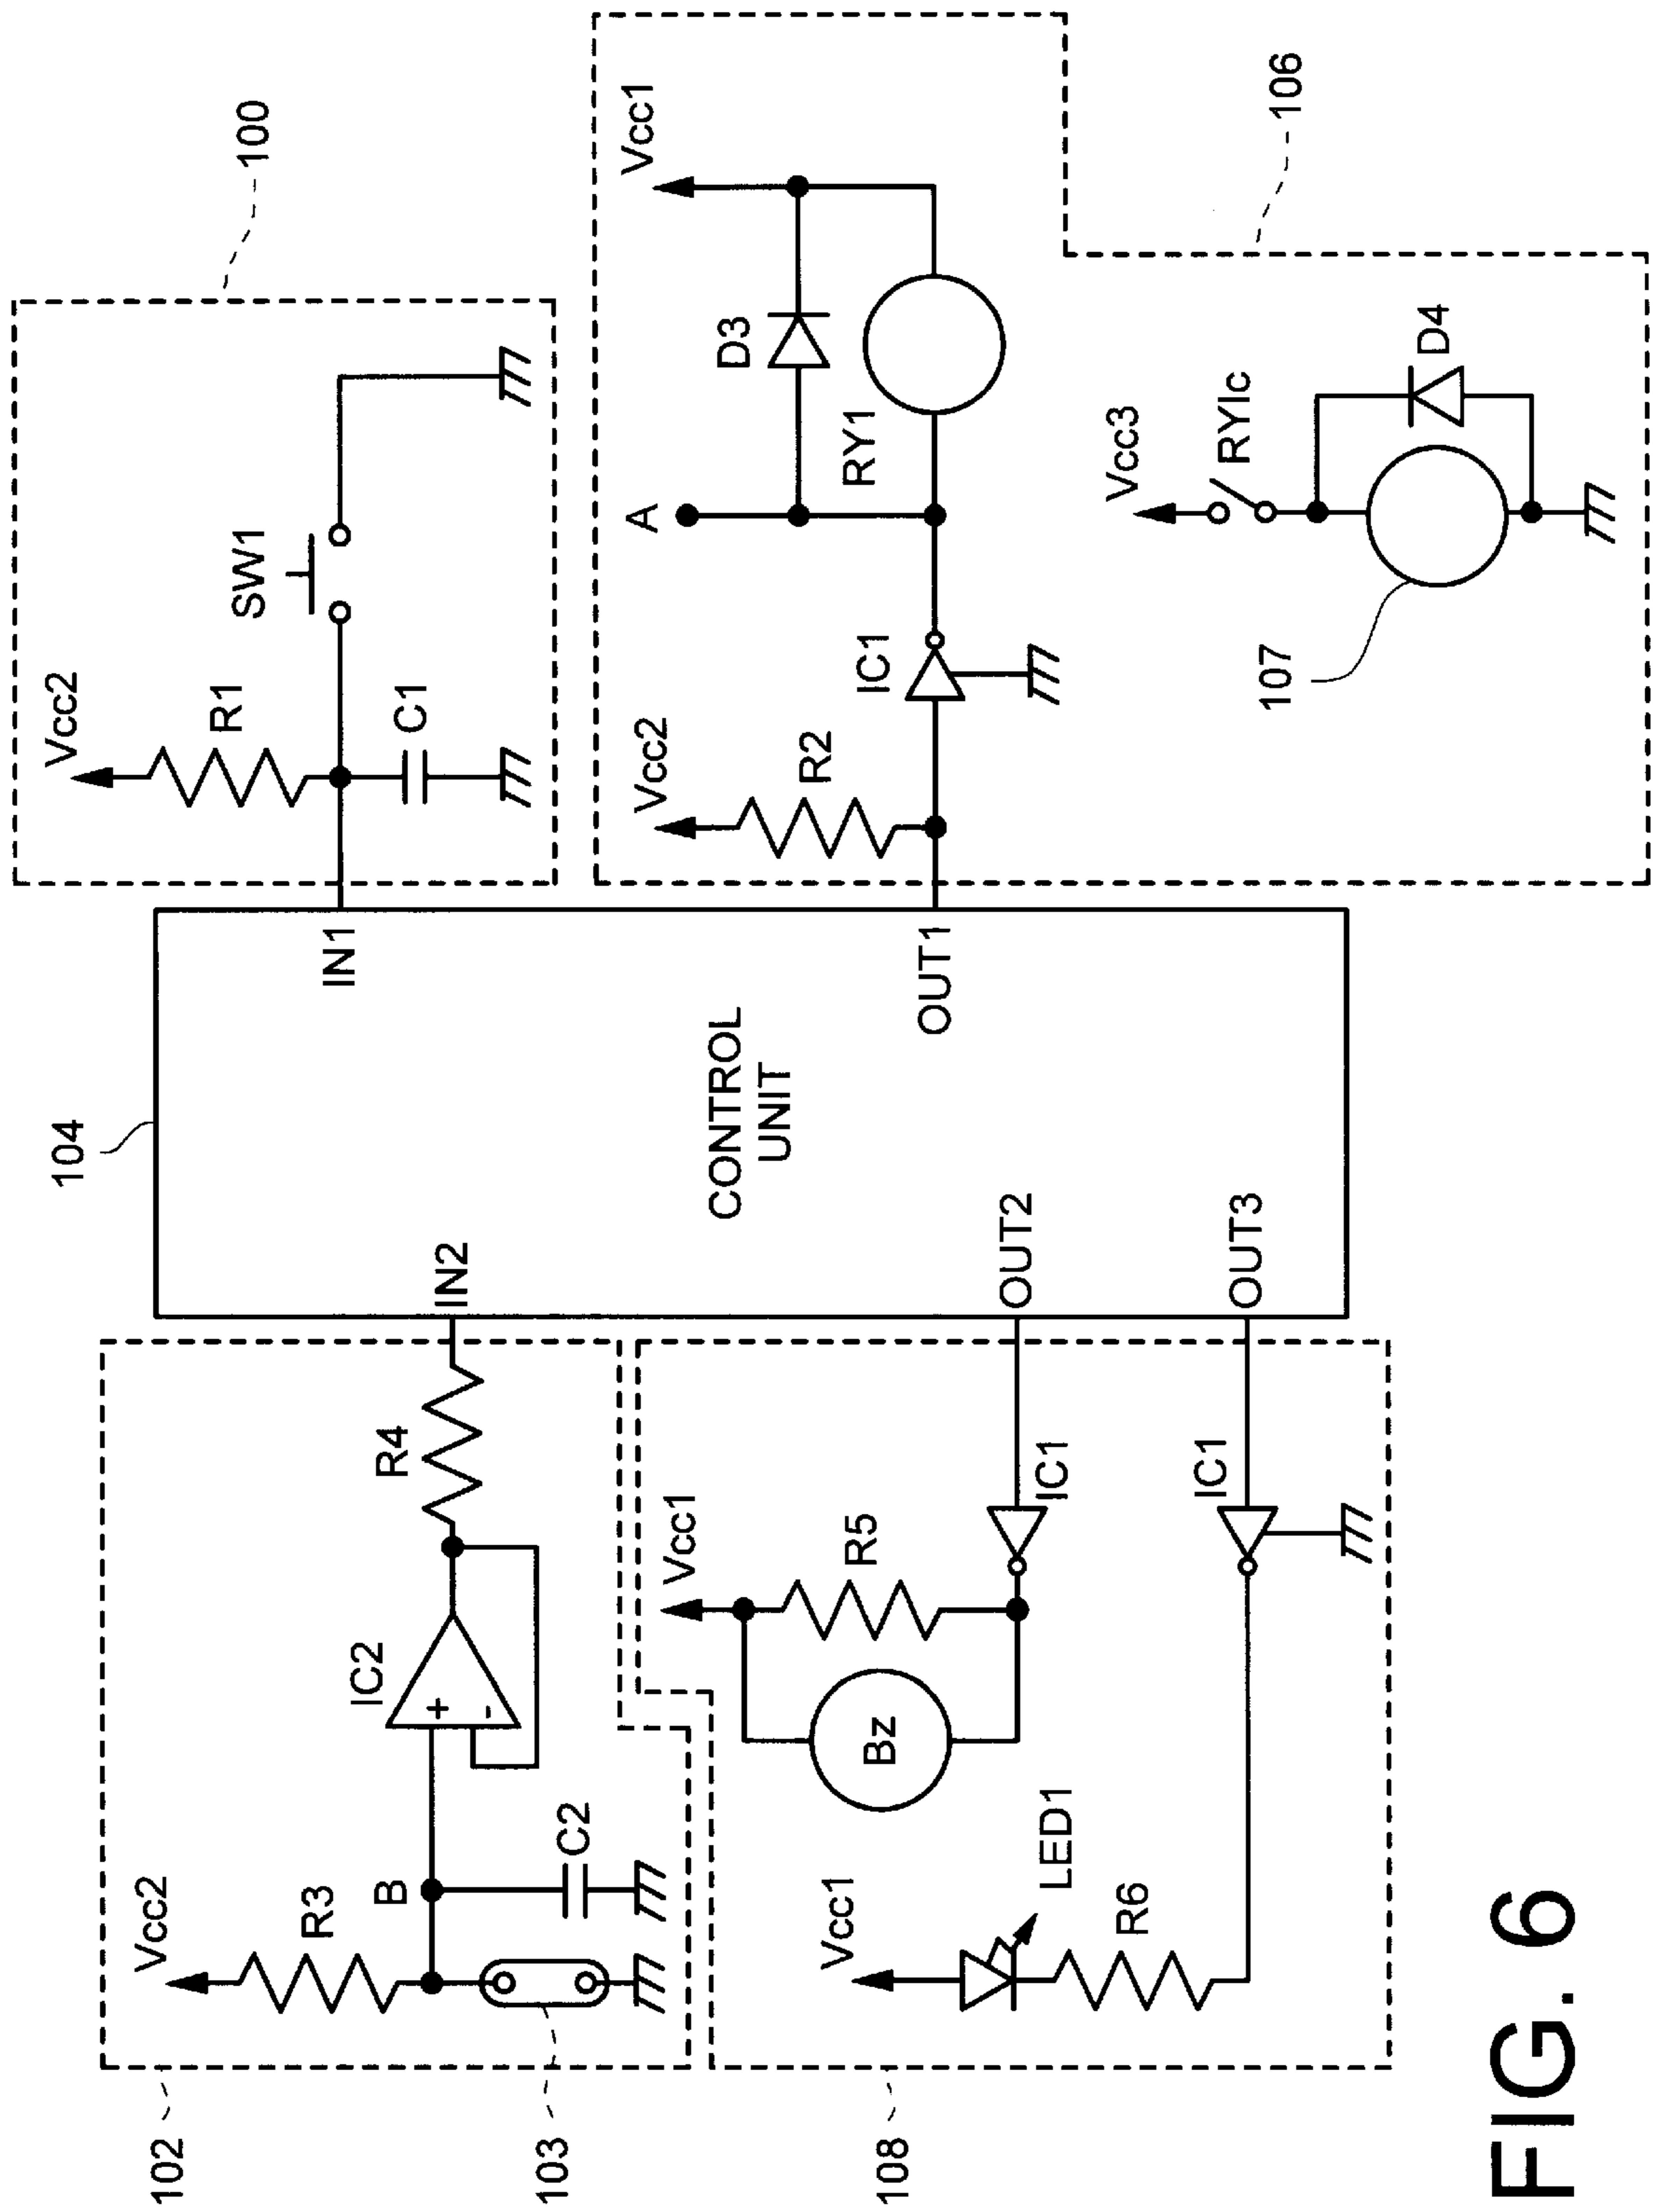 100
Vcc2
R1
C1
SW1
IN1
104
CONTROL
UNIT
IN2
OUT1
OUT2
OUT3
102
Vcc2
R3
B
C2
IC2
R4
103
106
Vcc1
D3
RY1
A
IC1
Vcc2
R2
Vcc3
RYIc
D4
107
108
Vcc1
R5
Bz
IC1
IC1
Vcc1
LED1
R6
FIG. 6